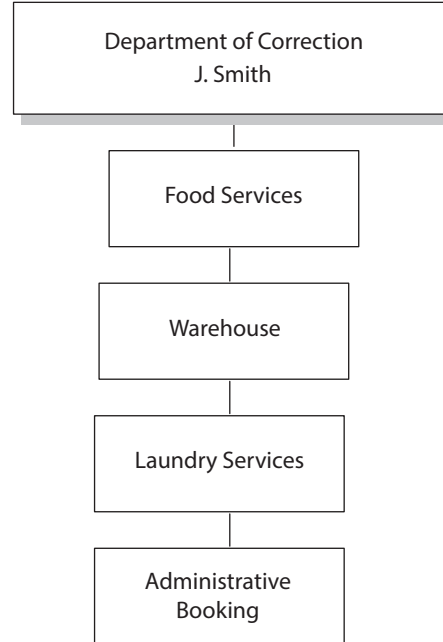 Department of Correction
J. Smith
Food Services
Warehouse
Laundry Services
Administrative
Booking